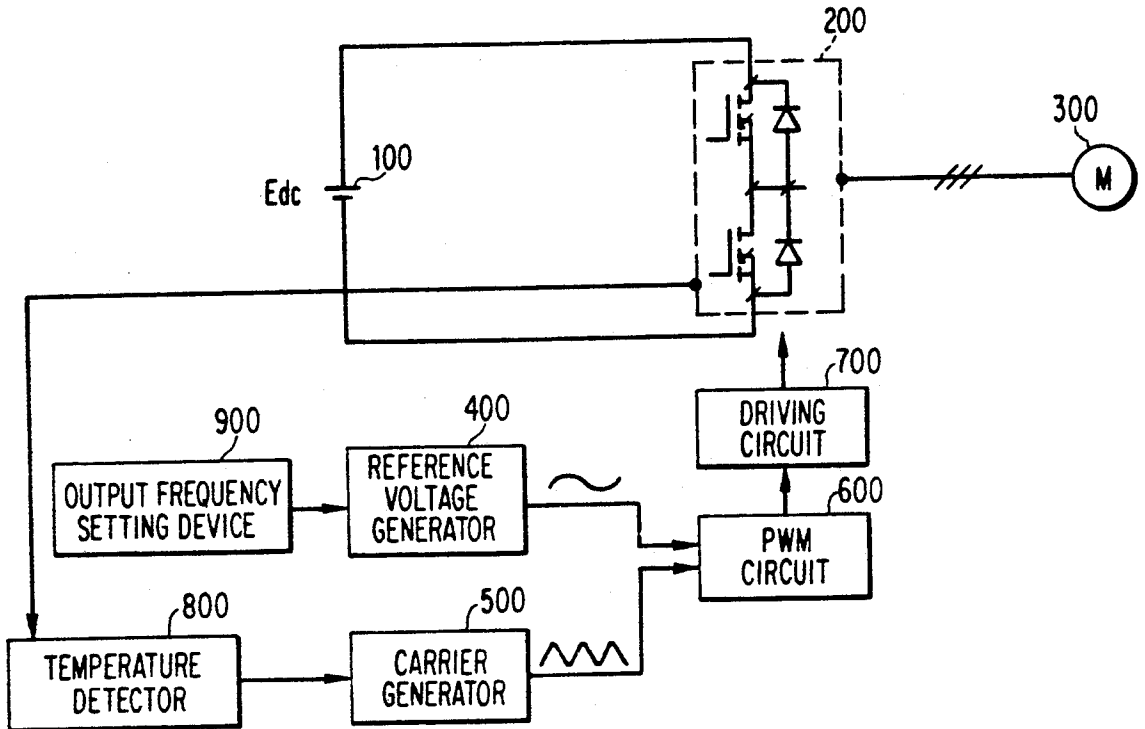 200
300
100
Edc
M
700
DRIVING
CIRCUIT
900
400
OUTPUT FREQUENCY
SETTING DEVICE
REFERENCE
VOLTAGE
GENERATOR
600
PWM
CIRCUIT
800
500
TEMPERATURE
DETECTOR
CARRIER
GENERATOR